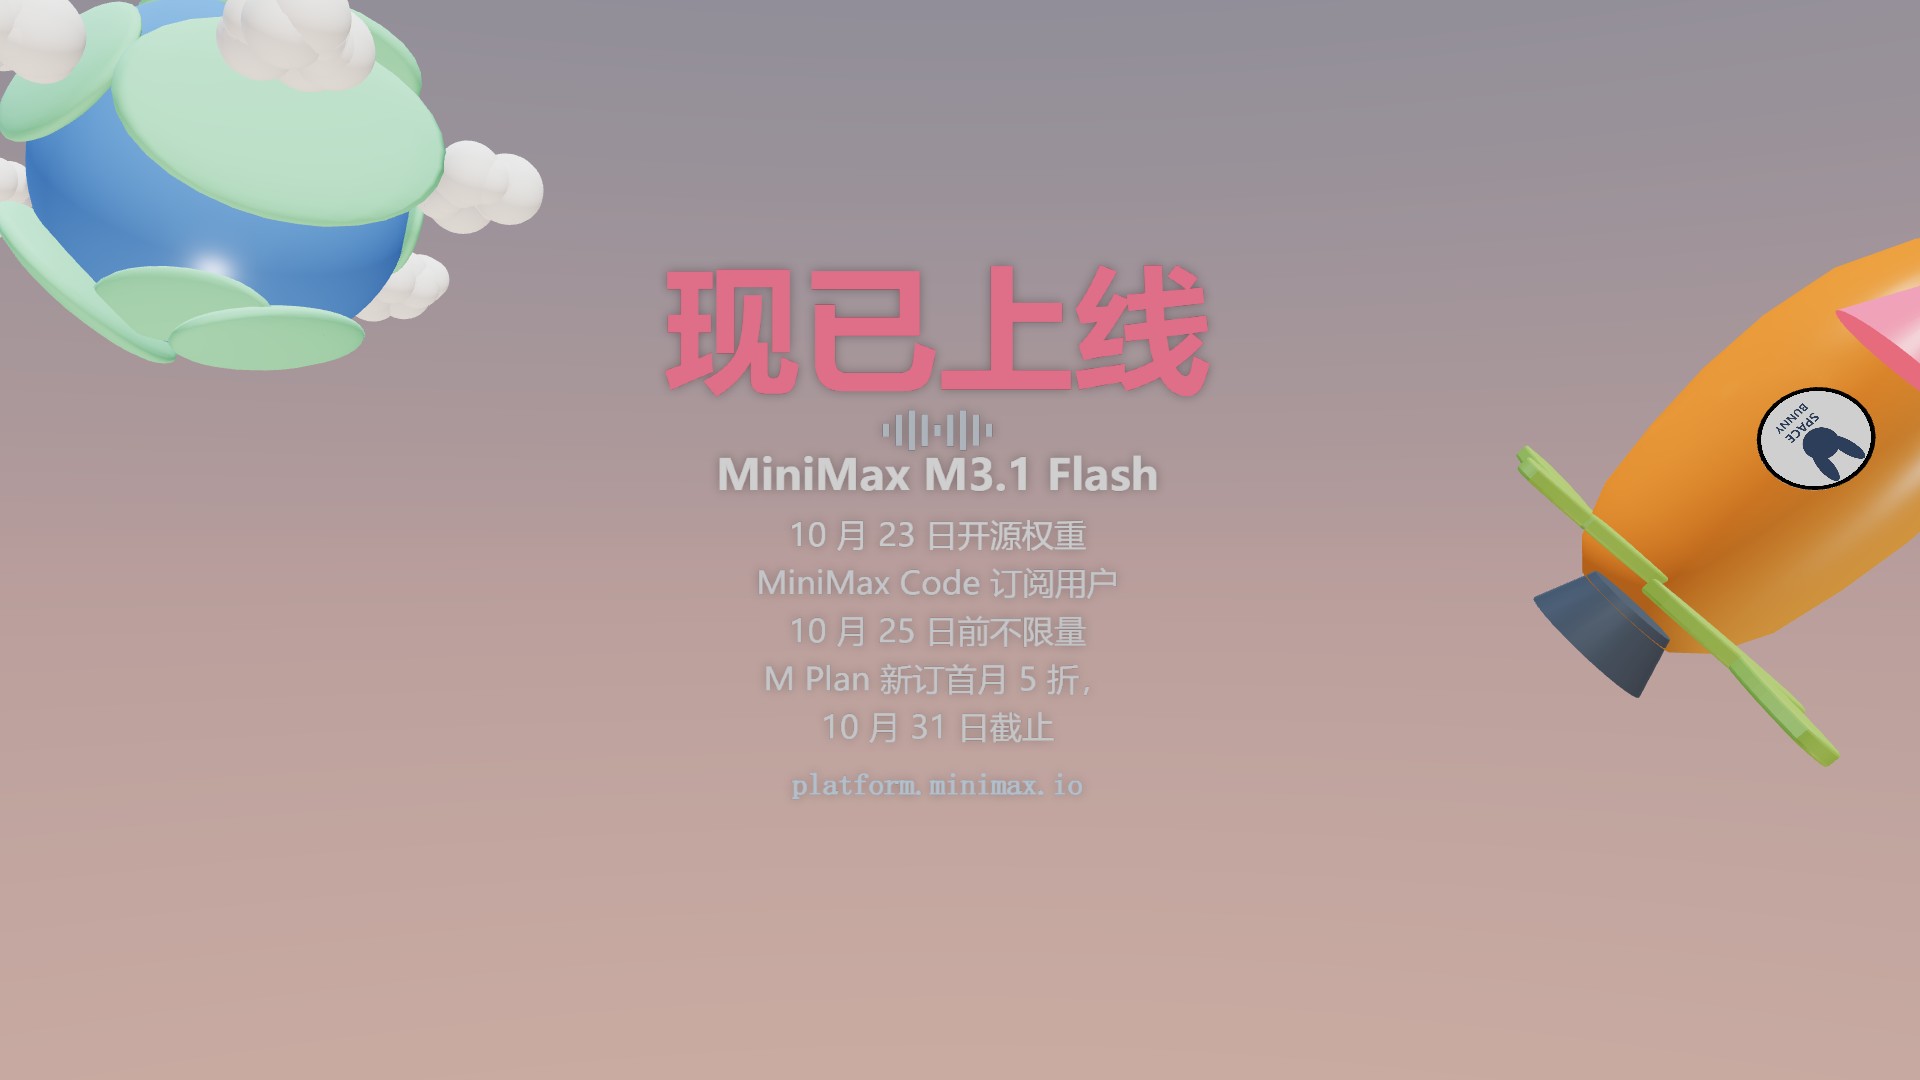 现已上线
MiniMax M3.1 Flash
10 月 23 日开源权重
MiniMax Code 订阅用户
10 月 25 日前不限量
M Plan 新订首月 5 折，
10 月 31 日截止
platform.minimax.io
SPACE
BUNNY